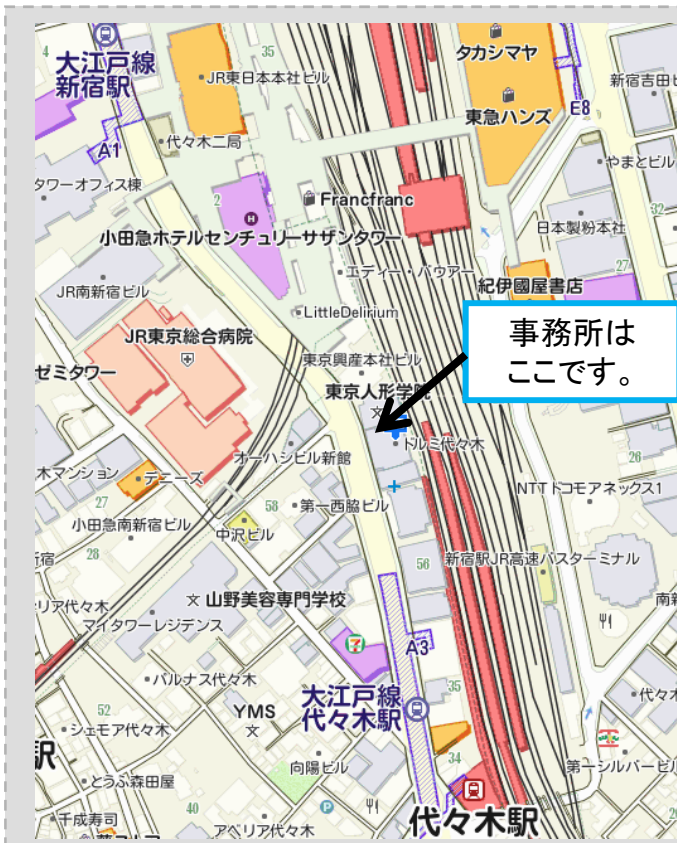 大江戸線
新宿駅
35
タカシマヤ
JR東日本本社ビル
東急ハンズ
E8
4
A1
代々木二局
やまとビル
タワーオフィス棟
2
Francfranc
32
小田急ホテルセンチュリーサザンタワー
日本製粉本社
エディー・バウアー
27
紀伊國屋書店
JR南新宿ビル
LittleDelirium
事務所は
ここです。
JR東京総合病院
東京興産本社ビル
ゼミタワー
東京人形学院
ドルミ代々木
オーハシビル新館
木マンション
デニーズ
26
NTTドコモアネックス1
27
58
第一西脇ビル
小田急南新宿ビル
中沢ビル
28
56
新宿駅JR高速バスターミナル
山野美容専門学校
リア代々木
マイタワーレジデンス
A3
バルナス代々木
35
大江戸線
代々木駅
52
YMS
シェモア代々木
34
駅
向陽ビル
第一シルバービル
とうふ森田屋
40
P
千成寿司
アベリア代々木
代々木駅